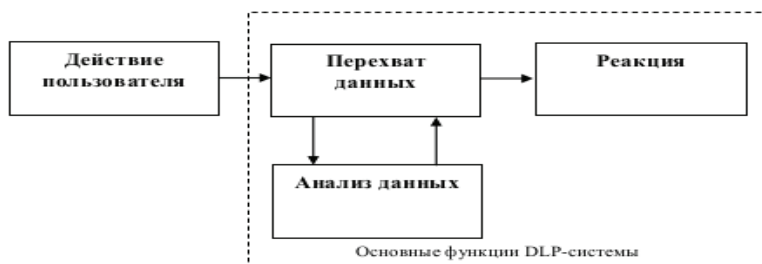 Действие
пользователя
Перехват
данных
Реакция
Анализ данных
Основные функции DLP-системы